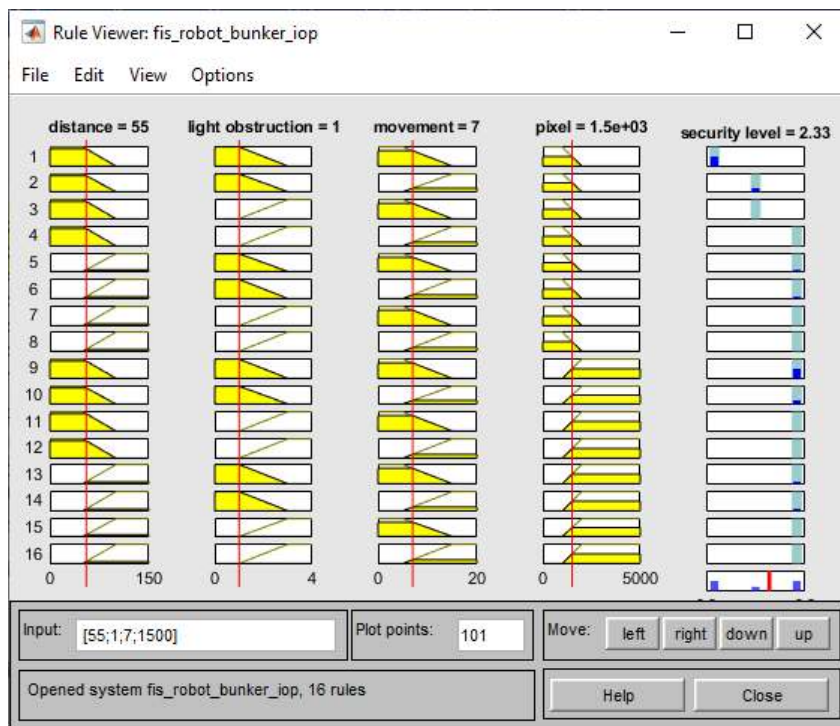 Rule Viewer: fis_robot_bunker_iop
File Edit View Options
distance = 55 light obstruction = 1 movement = 7 pixel = 1.5e+03 security level = 2.33
1
2
3
4
5
6
7
8
9
10
11
12
13
14
15
16
0 150 0 4 0 20 0 5000
Input: [55;1;7;1500] Plot points: 101 Move: left right down up
Opened system fis_robot_bunker_iop, 16 rules Help Close